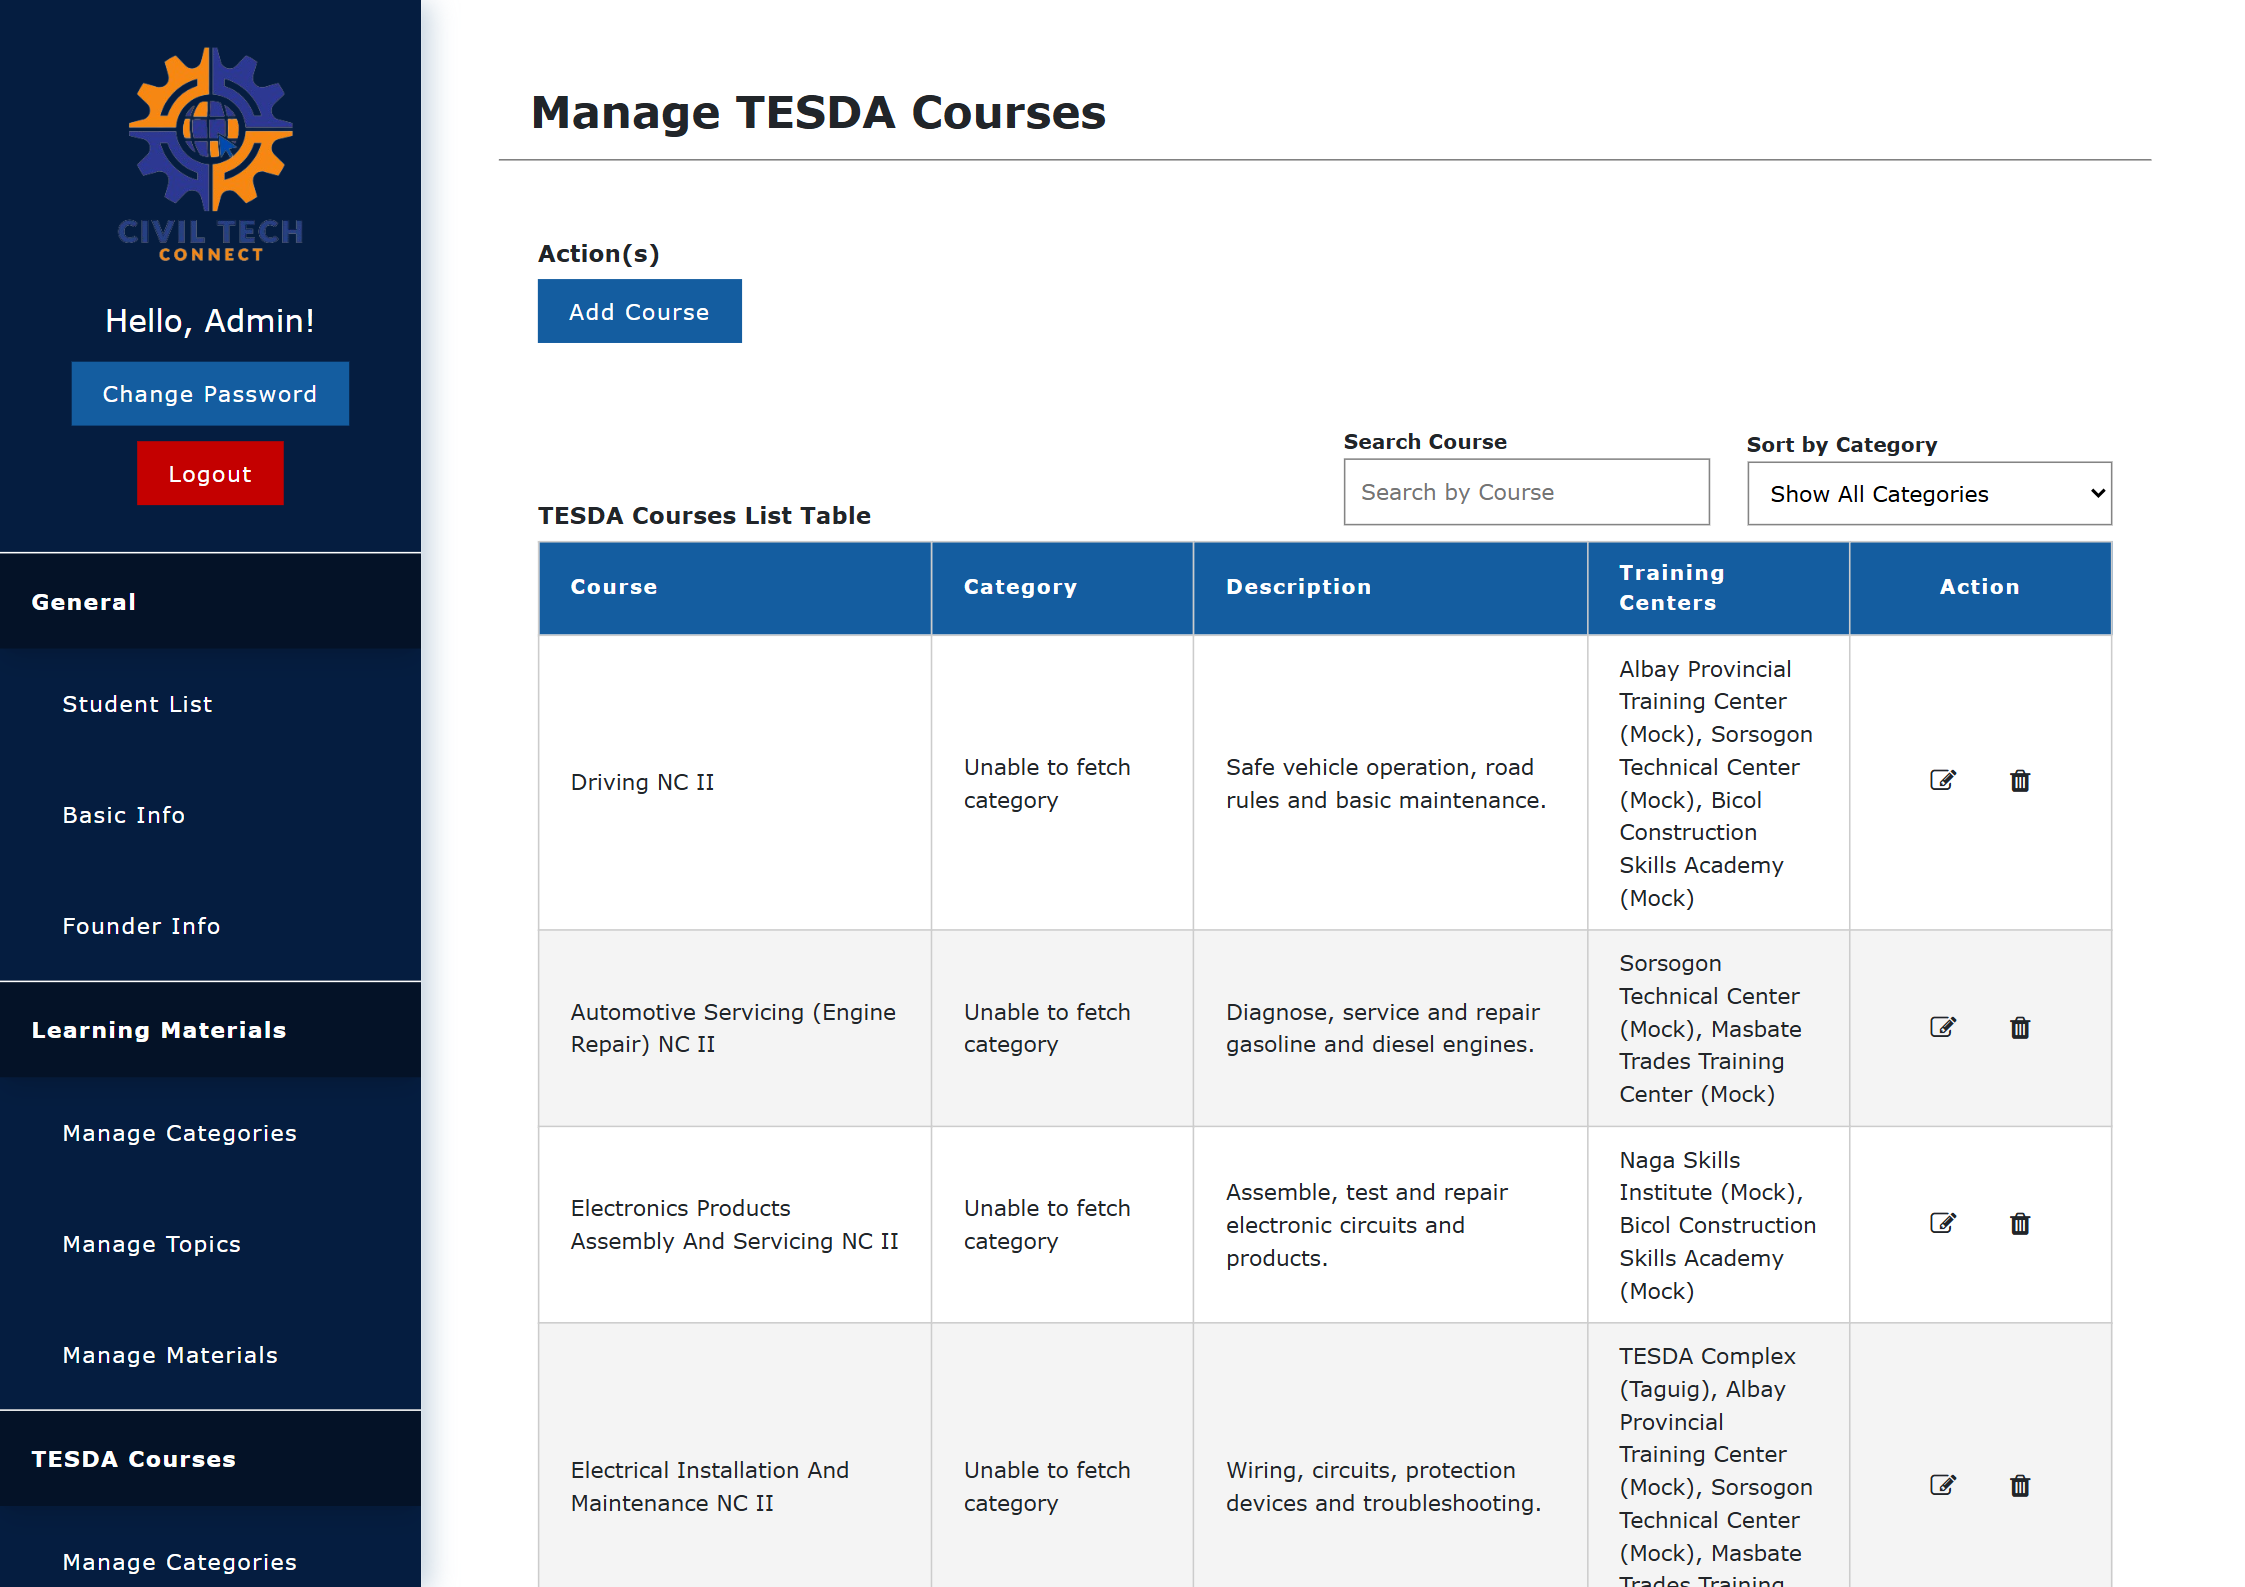 CIVIL TECH
CONNECT
Hello, Admin!
Change Password
Logout
General
Student List
Basic Info
Founder Info
Learning Materials
Manage Categories
Manage Topics
Manage Materials
TESDA Courses
Manage Categories
Manage TESDA Courses
Action(s)
Add Course
Search Course
Search by Course
Sort by Category
Show All Categories
TESDA Courses List Table
Course
Category
Description
Training
Centers
Action
Driving NC II
Unable to fetch
category
Safe vehicle operation, road
rules and basic maintenance.
Albay Provincial
Training Center
(Mock), Sorsogon
Technical Center
(Mock), Bicol
Construction
Skills Academy
(Mock)
Automotive Servicing (Engine
Repair) NC II
Unable to fetch
category
Diagnose, service and repair
gasoline and diesel engines.
Sorsogon
Technical Center
(Mock), Masbate
Trades Training
Center (Mock)
Electronics Products
Assembly And Servicing NC II
Unable to fetch
category
Assemble, test and repair
electronic circuits and
products.
Naga Skills
Institute (Mock),
Bicol Construction
Skills Academy
(Mock)
Electrical Installation And
Maintenance NC II
Unable to fetch
category
Wiring, circuits, protection
devices and troubleshooting.
TESDA Complex
(Taguig), Albay
Provincial
Training Center
(Mock), Sorsogon
Technical Center
(Mock), Masbate
Trades Training